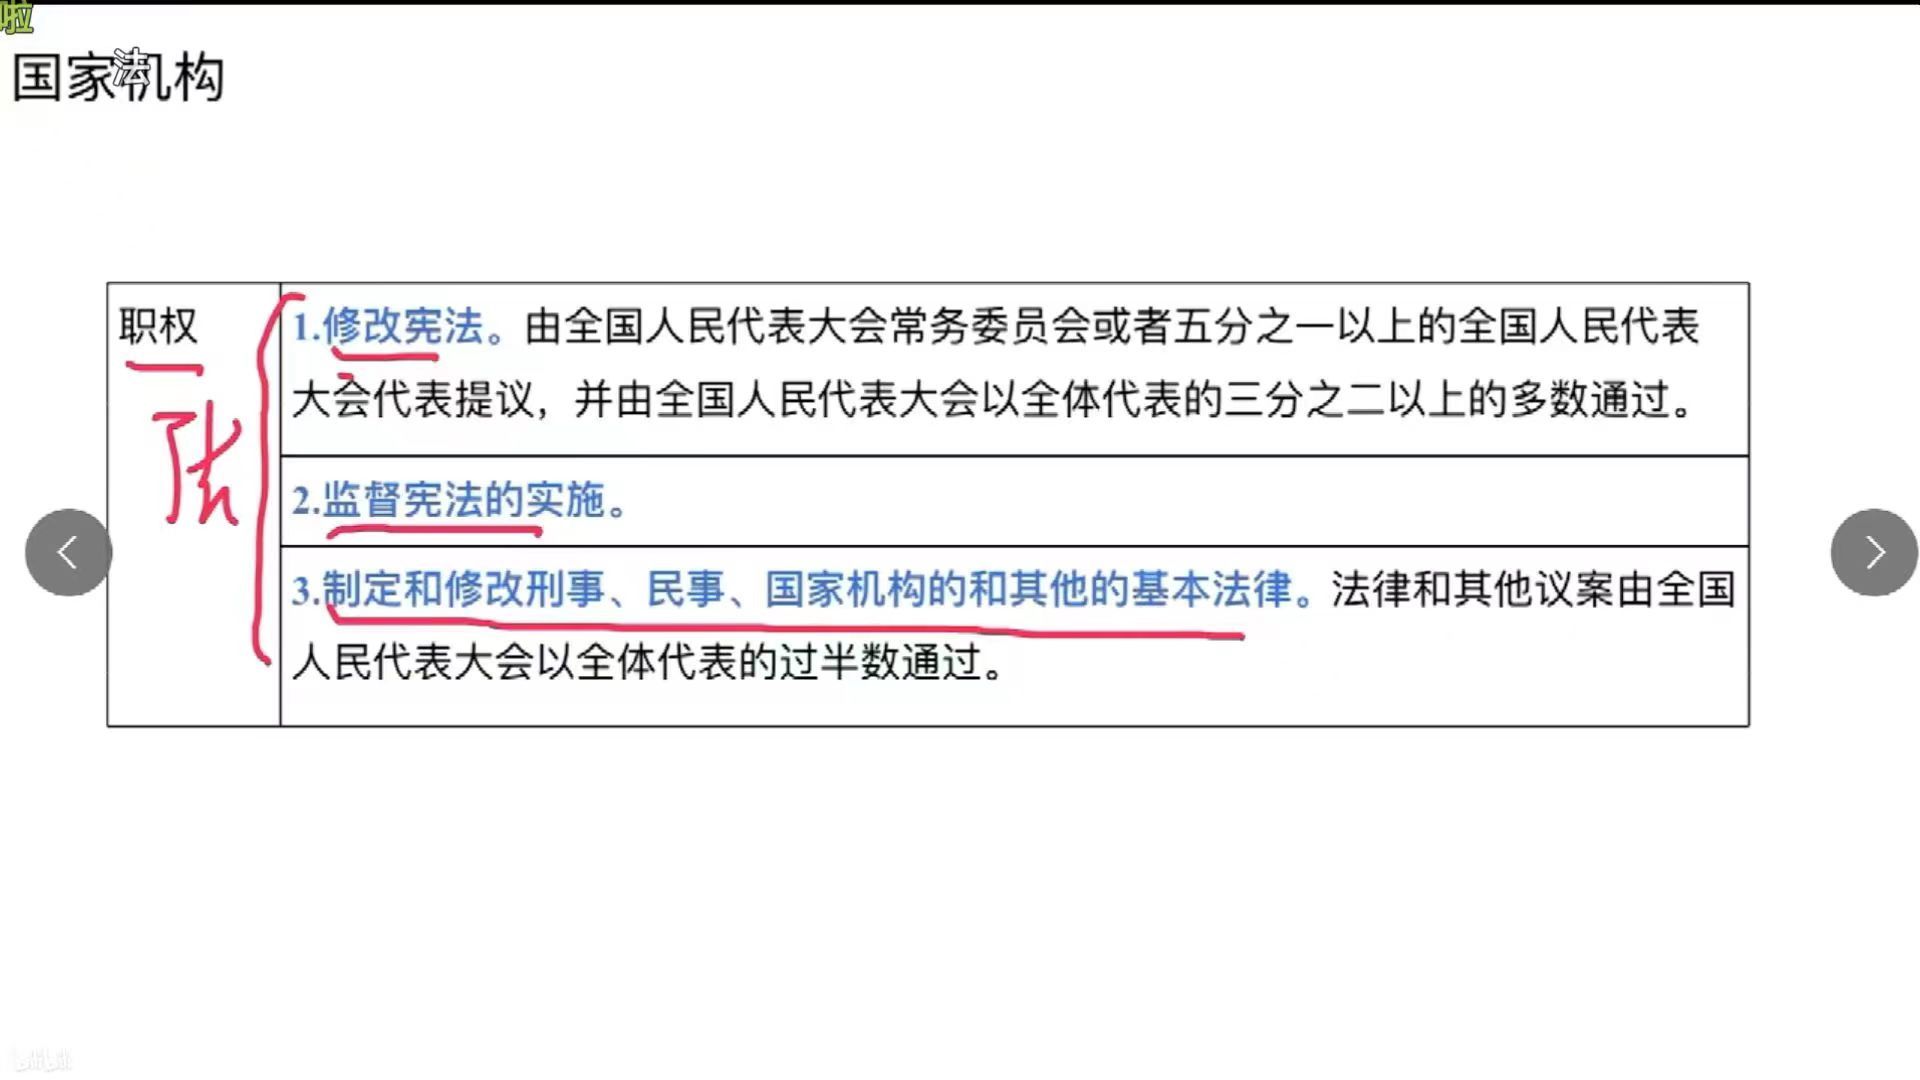 啦
国家机构
法
职权
1.修改宪法。由全国人民代表大会常务委员会或者五分之一以上的全国人民代表
大会代表提议，并由全国人民代表大会以全体代表的三分之二以上的多数通过。
2.监督宪法的实施。
3.制定和修改刑事、民事、国家机构的和其他的基本法律。法律和其他议案由全国
人民代表大会以全体代表的过半数通过。
bilibili